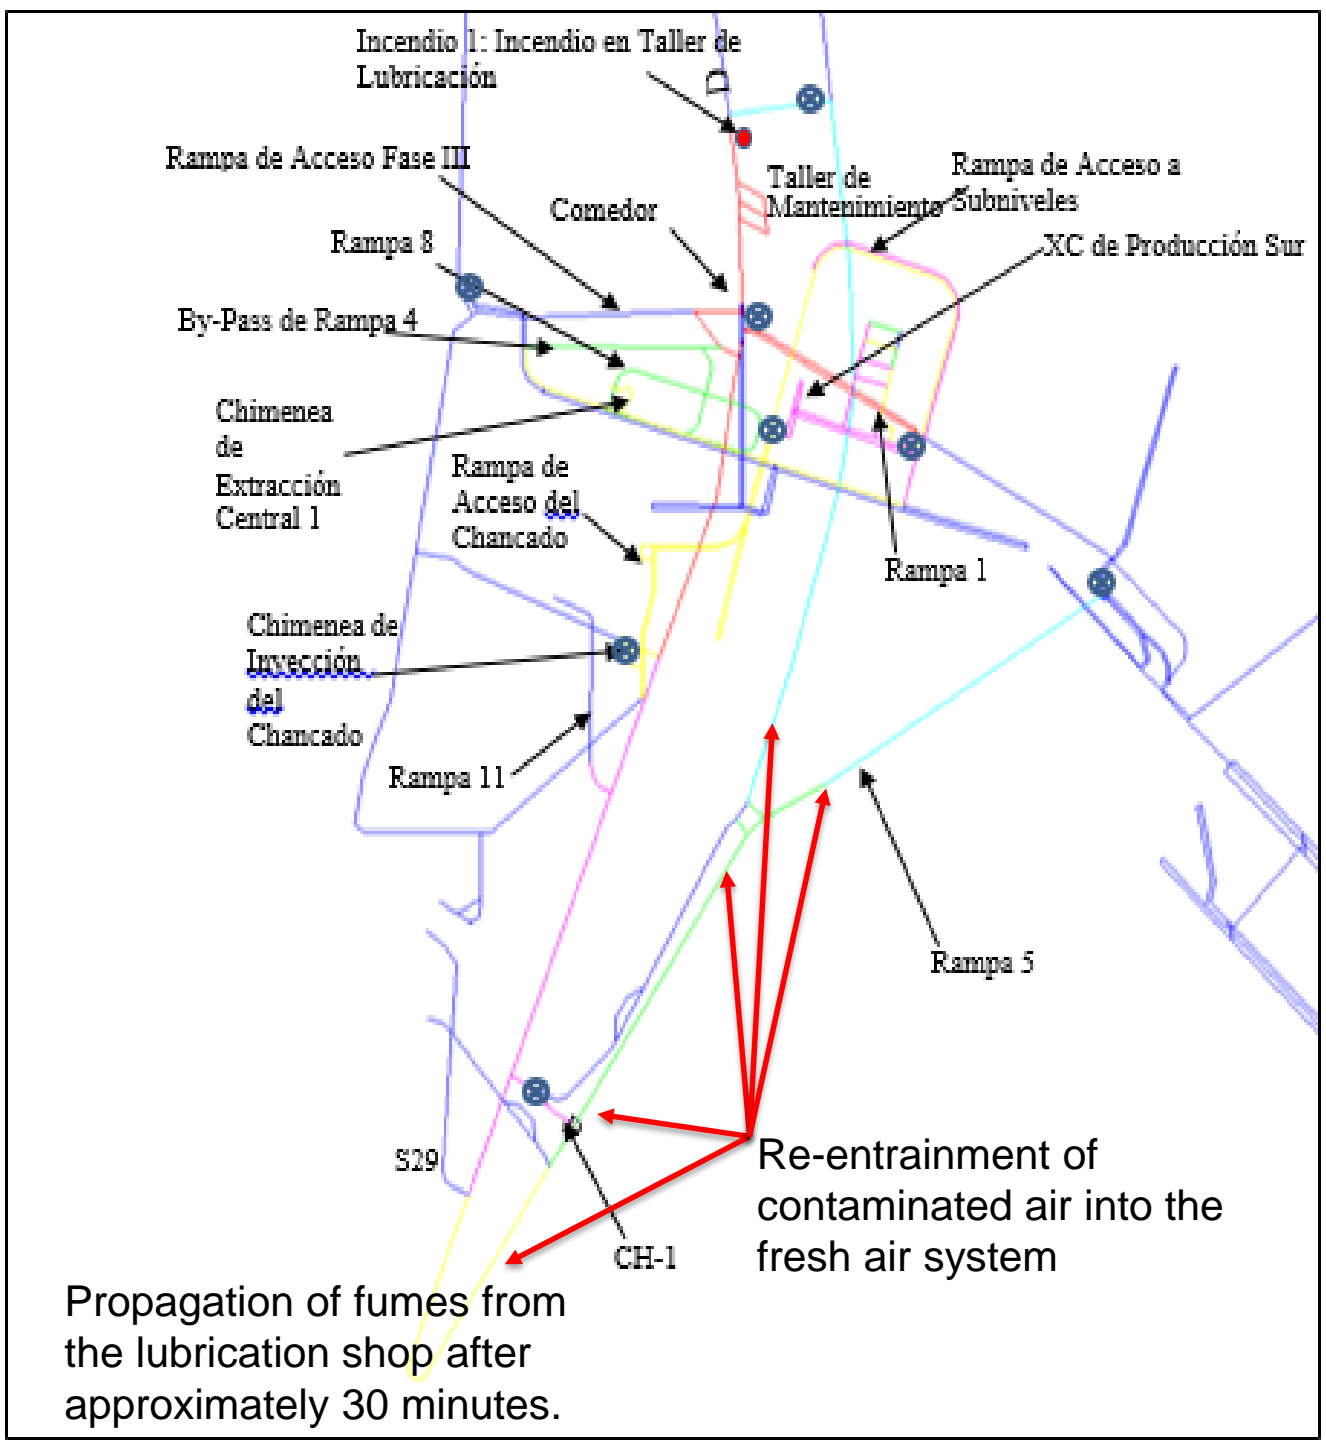 Incendio 1: Incendio en Taller de
Lubricación
D
Rampa de Acceso Fase III
Comedor
Taller de
Mantenimiento
Rampa de Acceso a
Subniveles
Rampa 8
XC de Producción Sur
By-Pass de Rampa 4
Chimenea
de
Extracción
Central 1
Rampa de
Acceso del
Chancado
Rampa 1
Chimenea de
Inyección
del
Chancado
Rampa 11
Rampa 5
S29
CH-1
Re-entrainment of
contaminated air into the
fresh air system
Propagation of fumes from
the lubrication shop after
approximately 30 minutes.